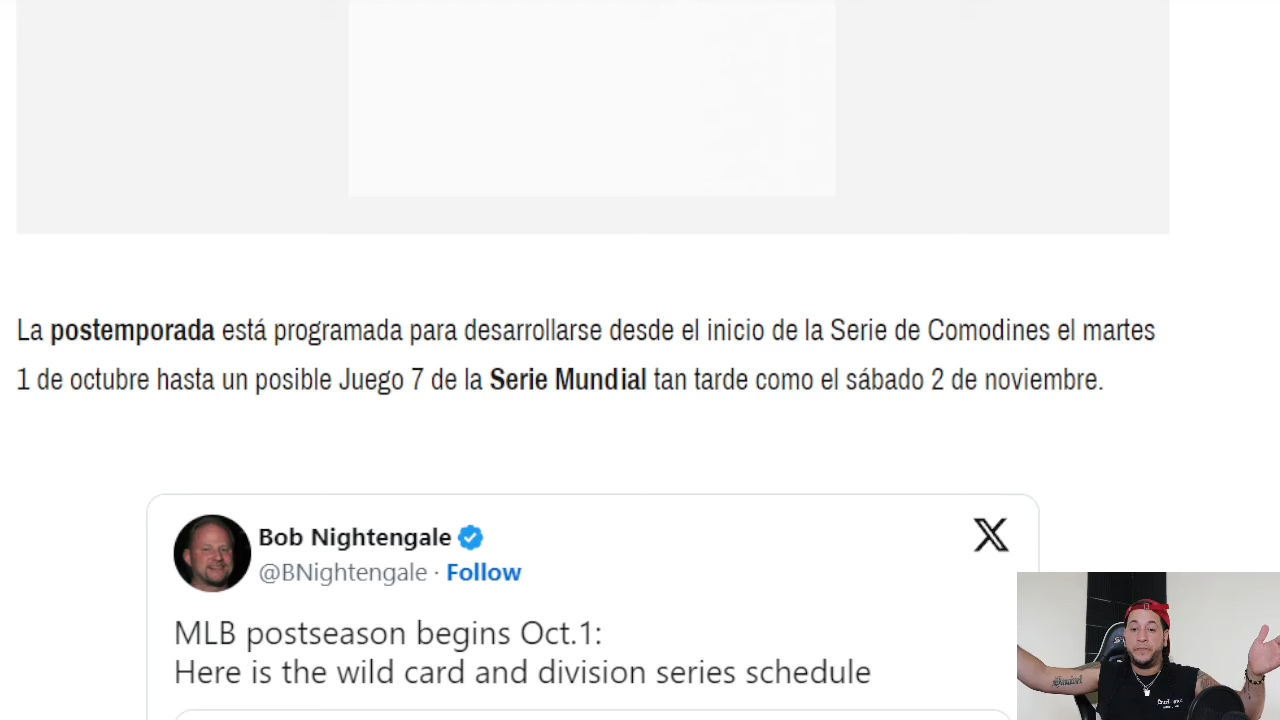 La postemporada está programada para desarrollarse desde el inicio de la Serie de Comodines el martes
1 de octubre hasta un posible Juego 7 de la Serie Mundial tan tarde como el sábado 2 de noviembre.
Bob Nightengale
@BNightengale · Follow
MLB postseason begins Oct.1:
Here is the wild card and division series schedule